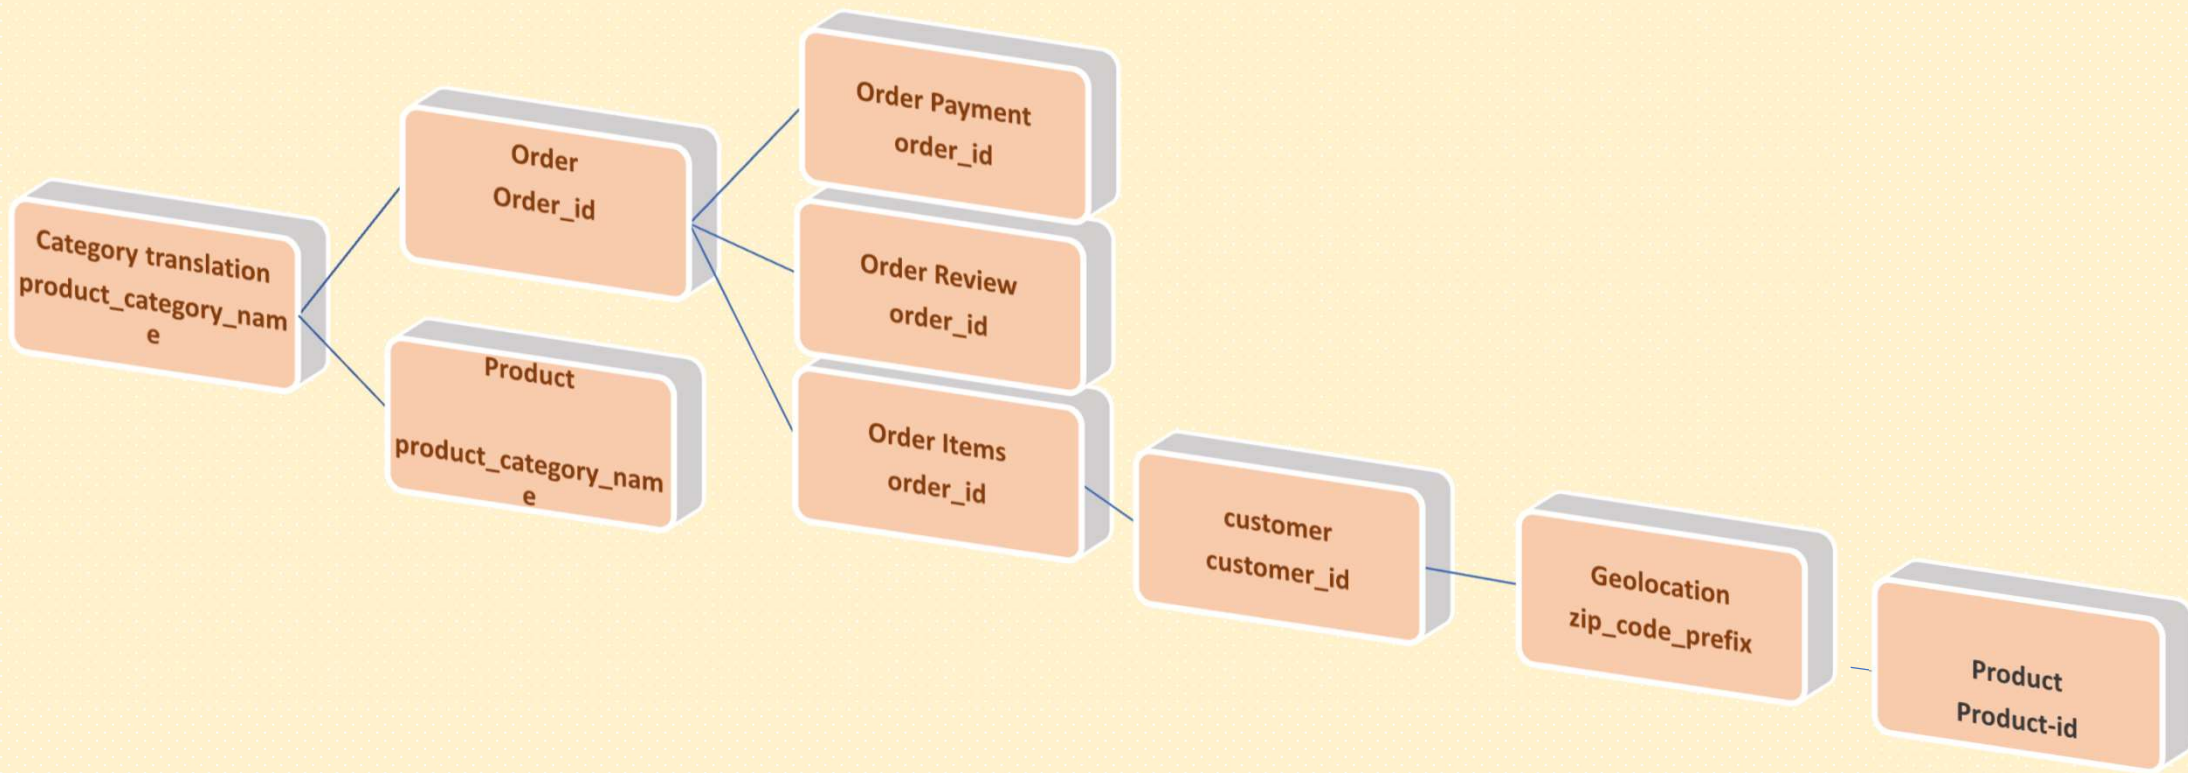 Category translation
product_category_nam
e
Order
Order_id
Product
product_category_nam
e
Order Payment
order_id
Order Review
order_id
Order Items
order_id
customer
customer_id
Geolocation
zip_code_prefix
Product
Product-id